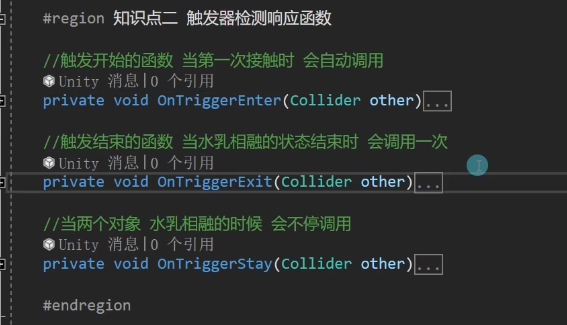 #region 知识点二 触发器检测响应函数
//触发开始的函数 当第一次接触时 会自动调用
Unity 消息|0 个引用
private void OnTriggerEnter(Collider other)...
//触发结束的函数 当水乳相融的状态结束时 会调用一次
Unity 消息|0 个引用
private void OnTriggerExit(Collider other)...
//当两个对象 水乳相融的时候 会不停调用
Unity 消息|0 个引用
private void OnTriggerStay(Collider other)...
#endregion